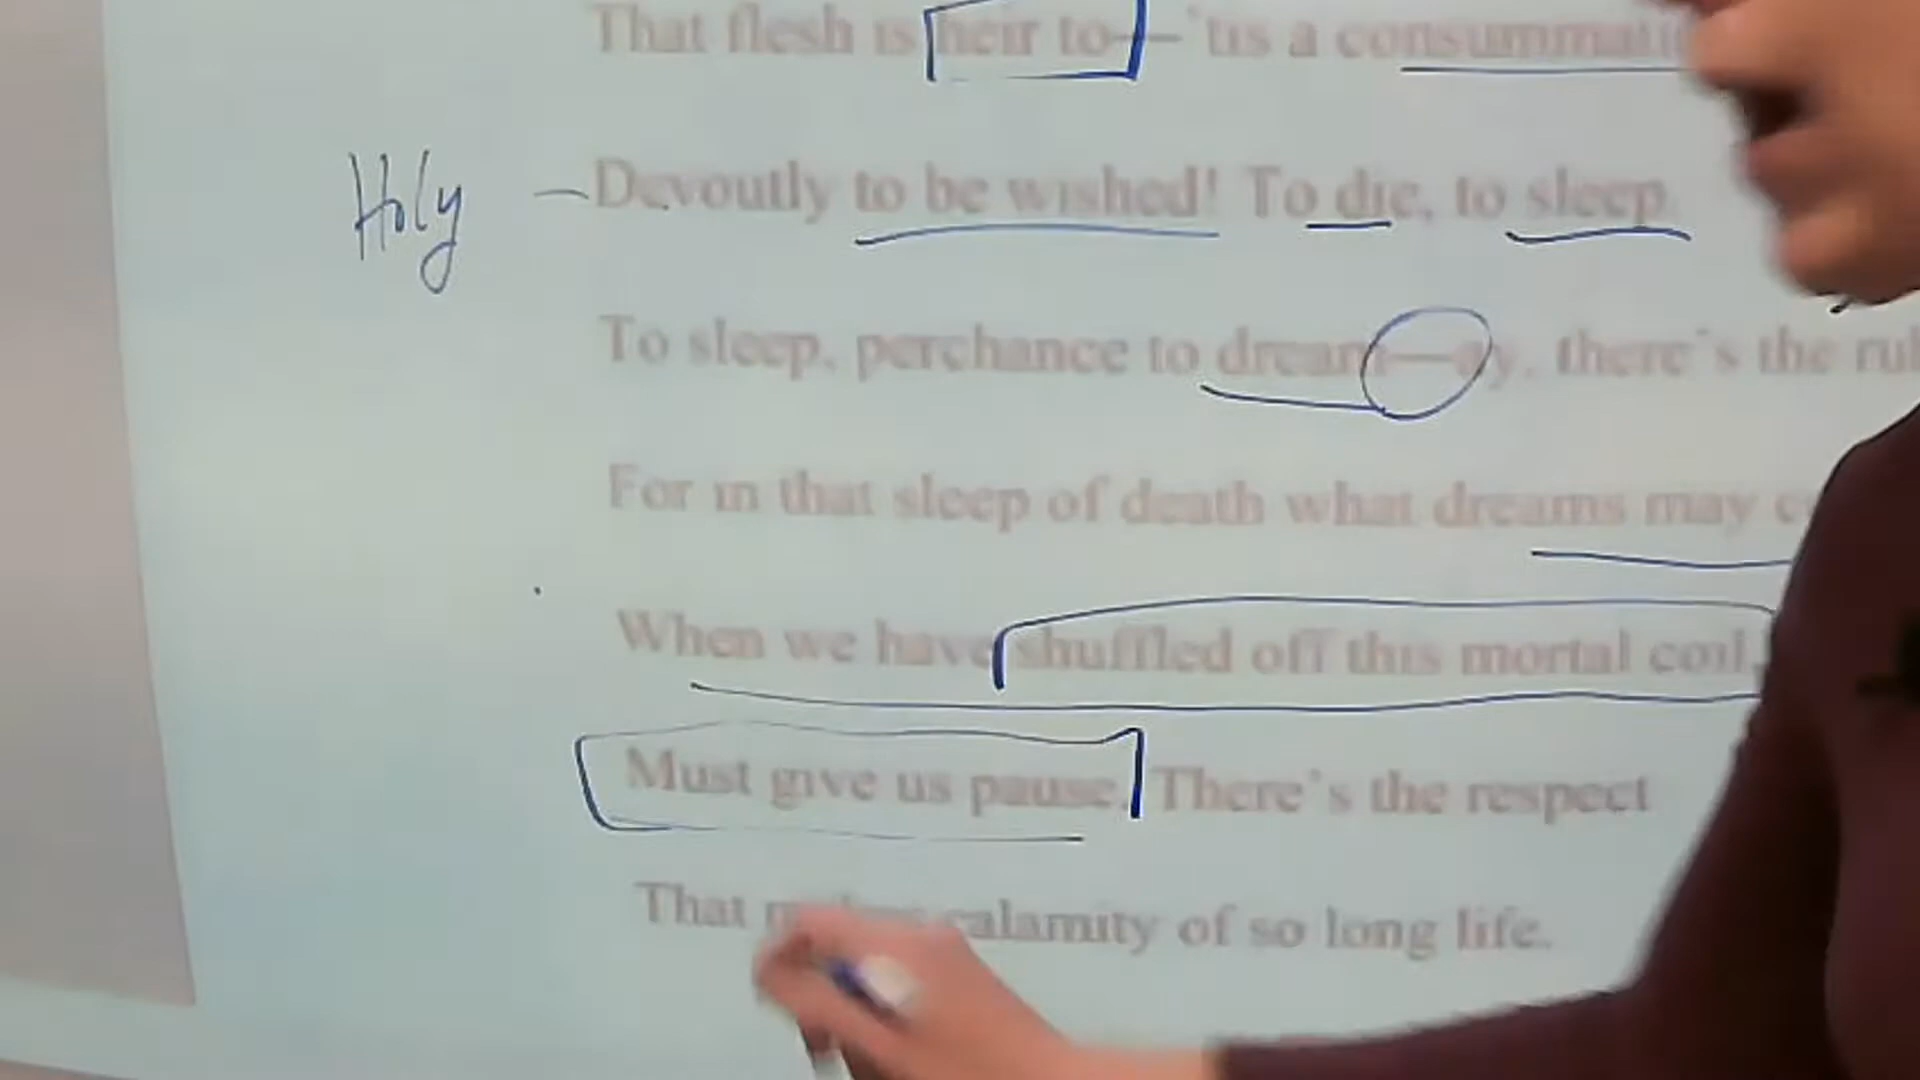 That flesh is heir to—'tis a consummati
Holy – Devoutly to be wished! To die, to sleep.
To sleep, perchance to dream—ay, there's the rub
For in that sleep of death what dreams may
When we have shuffled off this mortal coil,
Must give us pause. There's the respect
That calamity of so long life.